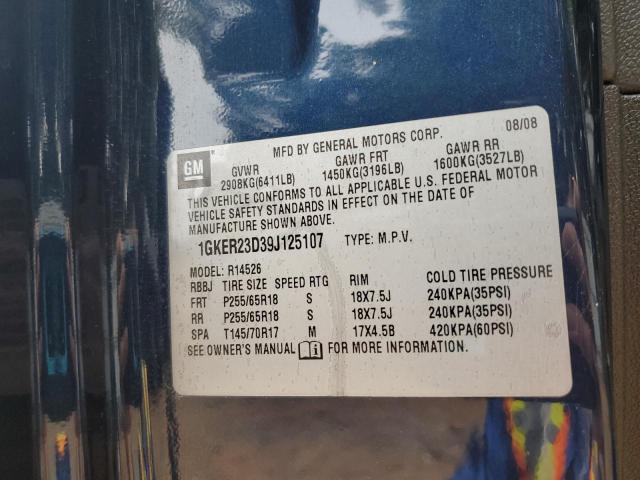 MFD BY GENERAL MOTORS CORP. 08/08
GM
GVWR GAWR FRT GAWR RR
2908KG(6411LB) 1450KG(3196LB) 1600KG(3527LB)
THIS VEHICLE CONFORMS TO ALL APPLICABLE U.S. FEDERAL MOTOR
VEHICLE SAFETY STANDARDS IN EFFECT ON THE DATE OF
MANUFACTURE SHOWN ABOVE.
1GKER23D39J125107 TYPE: M.P.V.
MODEL: R14526
RBBJ TIRE SIZE SPEED RTG RIM COLD TIRE PRESSURE
FRT P255/65R18 S 18X7.5J 240KPA(35PSI)
RR P255/65R18 S 18X7.5J 240KPA(35PSI)
SPA T145/70R17 M 17X4.5B 420KPA(60PSI)
SEE OWNER'S MANUAL FOR MORE INFORMATION.